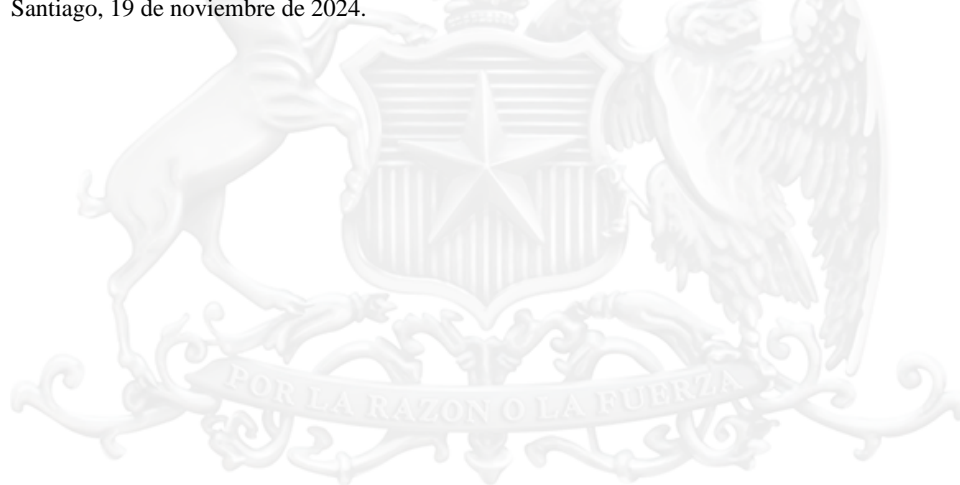 Santiago, 19 de noviembre de 2024.
POR LA RAZON O LA FUERZA